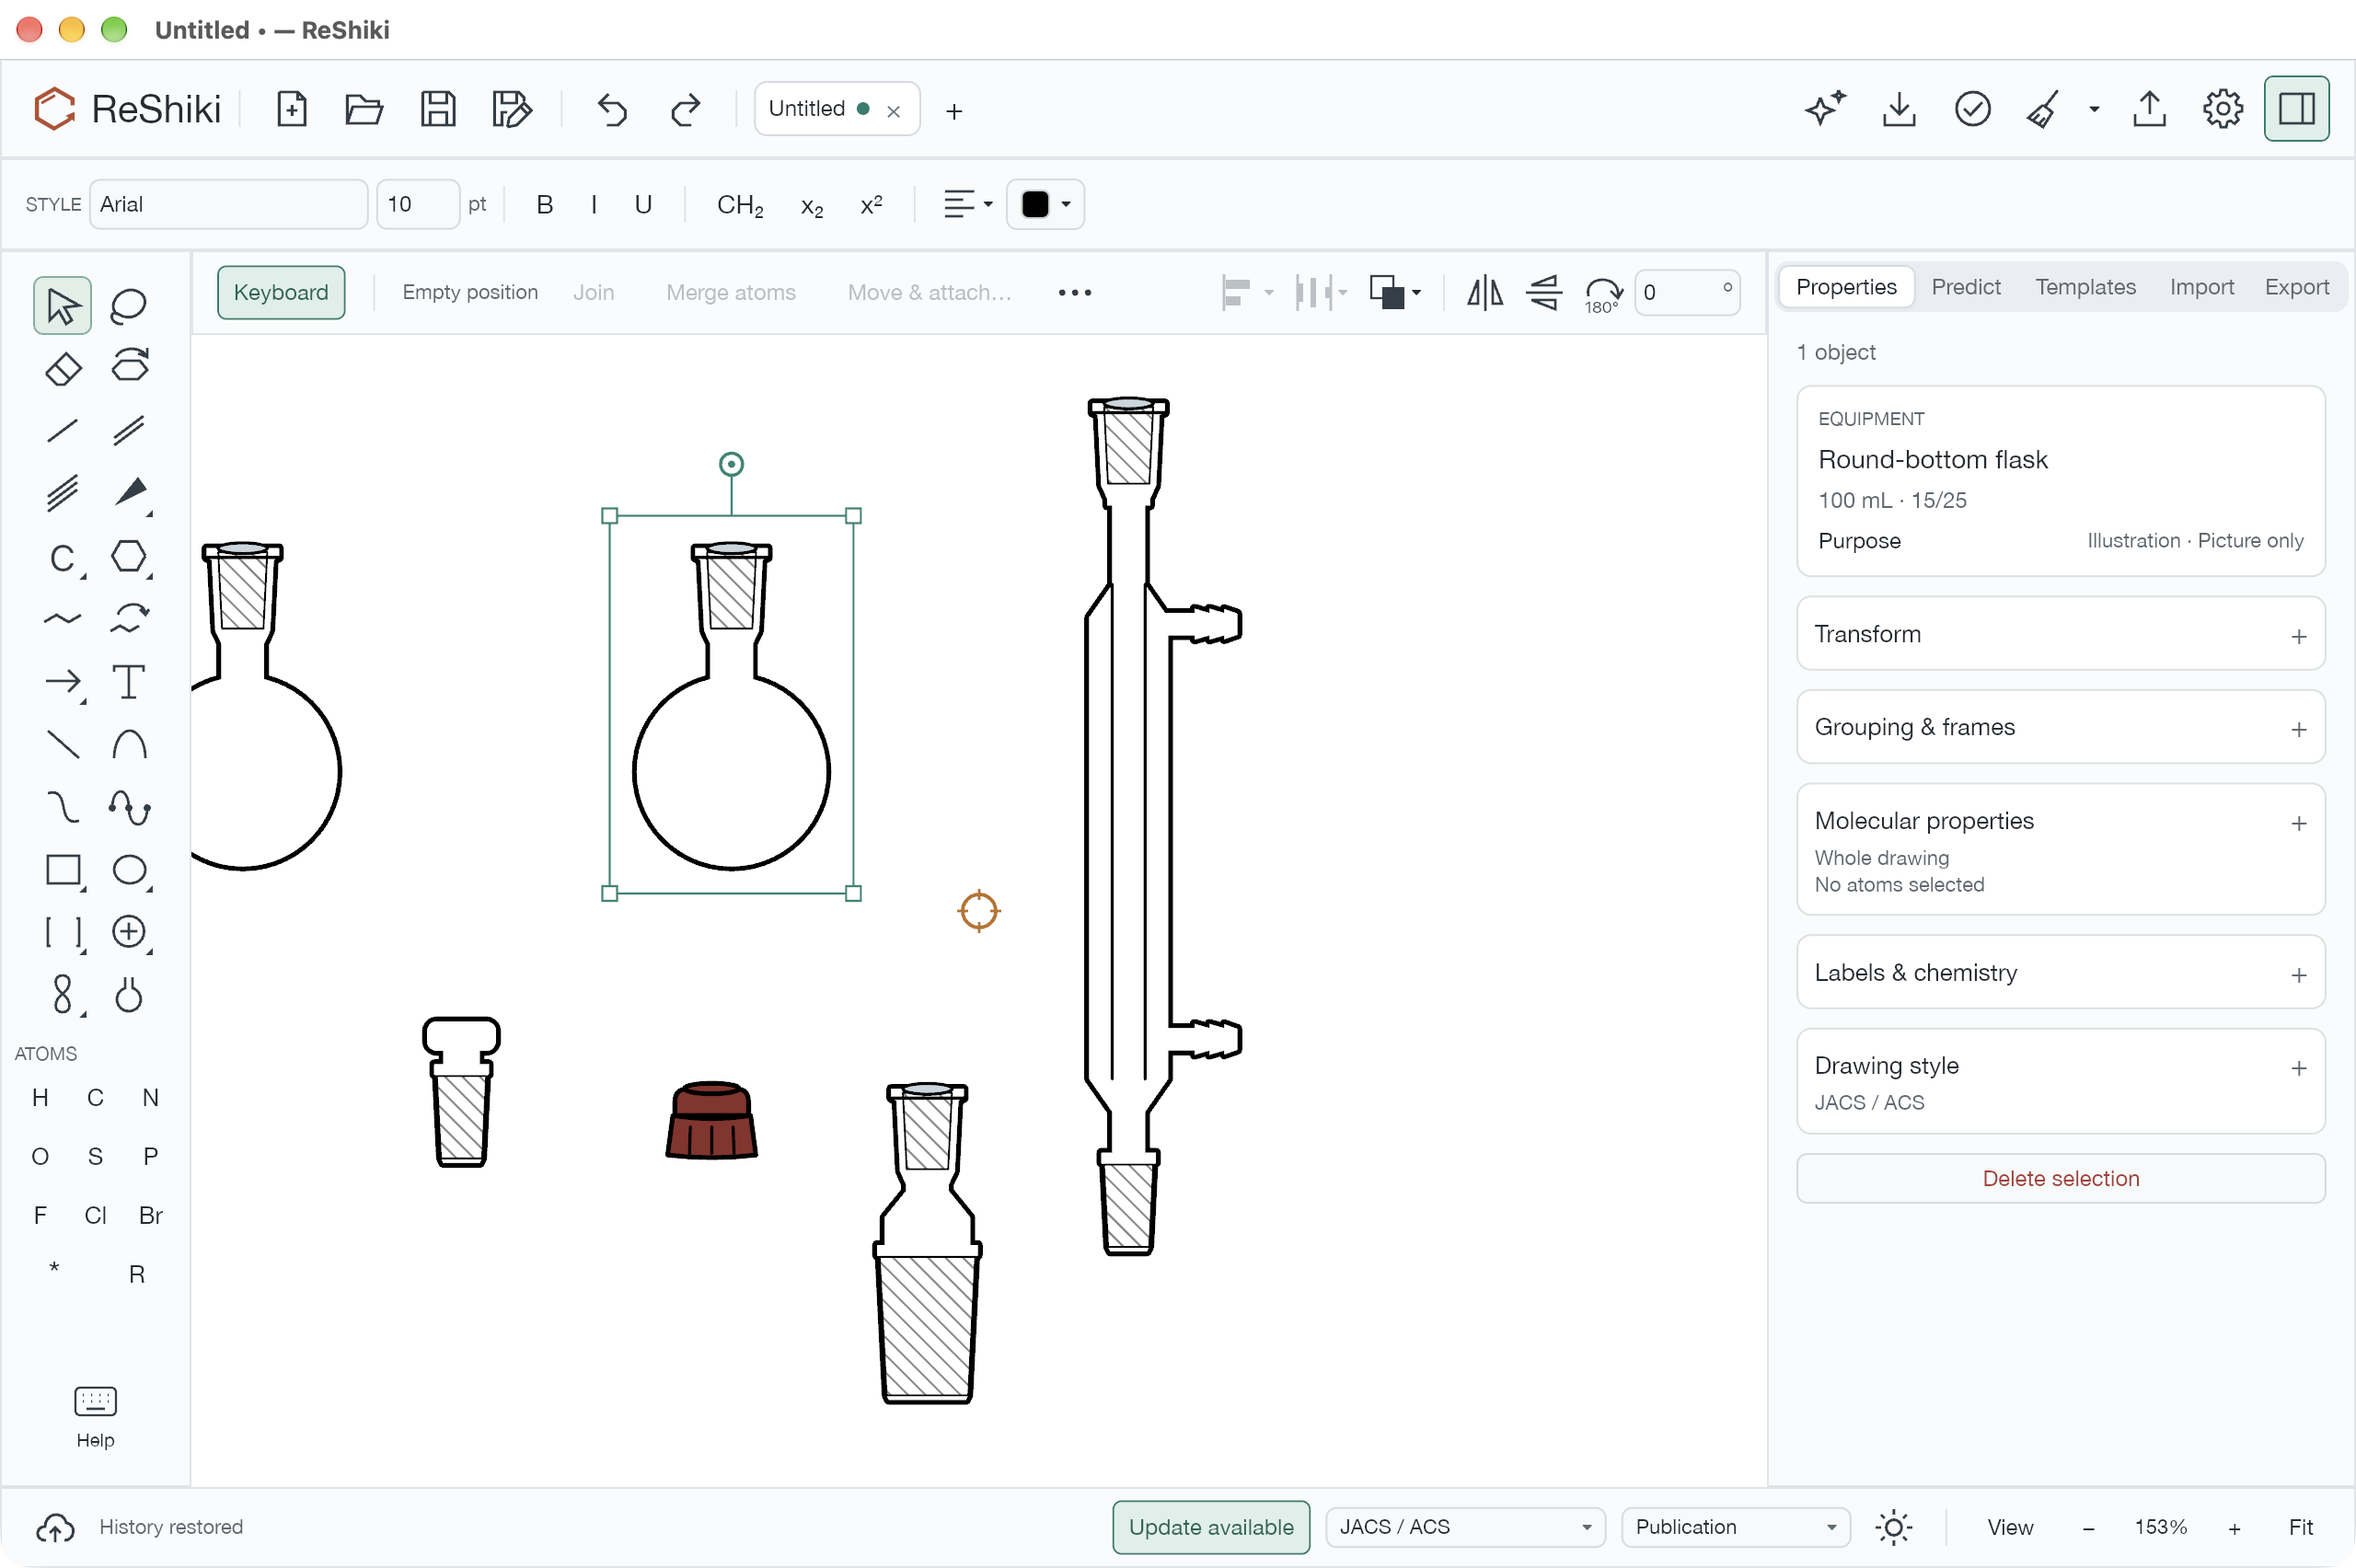 Untitled • — ReShiki
ReShiki
Untitled
STYLE Arial 10 pt B I U CH₂ x₂ x²
Keyboard Empty position Join Merge atoms Move & attach... 180° 0 °
Properties Predict Templates Import Export
1 object
EQUIPMENT
Round-bottom flask
100 mL · 15/25
Purpose Illustration · Picture only
Transform
Grouping & frames
Molecular properties
Whole drawing
No atoms selected
Labels & chemistry
Drawing style
JACS / ACS
Delete selection
C
T
ATOMS
H C N
O S P
F Cl Br
* R
Help
History restored
Update available JACS / ACS Publication View – 153% + Fit